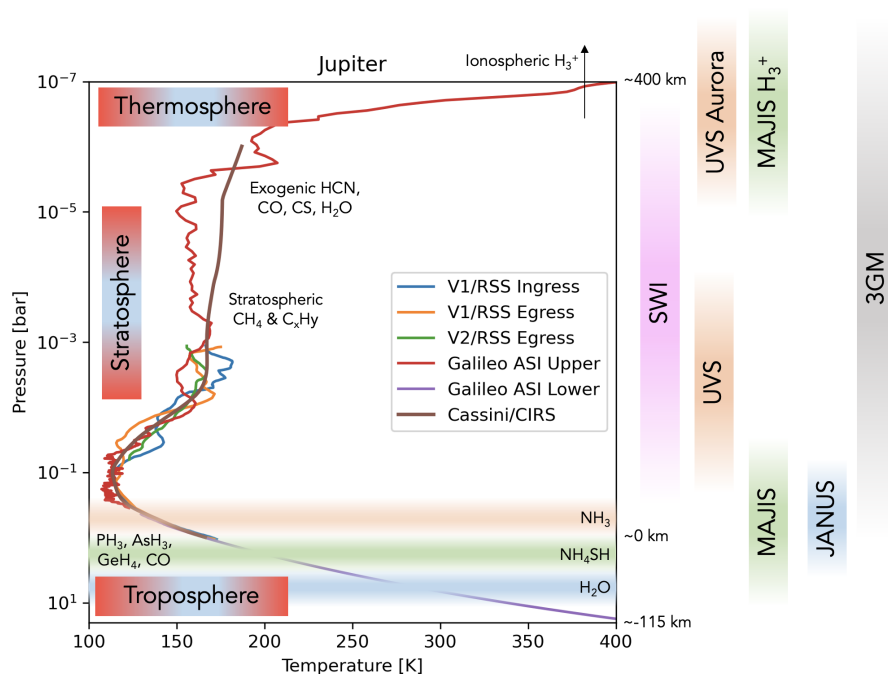 Jupiter
Ionospheric H₃⁺
10⁻⁷
~400 km
Thermosphere
Exogenic HCN,
CO, CS, H₂O
10⁻⁵
Stratosphere
Stratospheric
CH₄ & CₓHy
10⁻³
V1/RSS Ingress
V1/RSS Egress
V2/RSS Egress
Galileo ASI Upper
Galileo ASI Lower
Cassini/CIRS
Pressure [bar]
10⁻¹
NH₃
~0 km
PH₃, AsH₃,
GeH₄, CO
NH₄SH
H₂O
Troposphere
10¹
~-115 km
100 150 200 250 300 350 400
Temperature [K]
SWI
UVS Aurora
UVS
MAJIS H₃⁺
MAJIS
JANUS
3GM